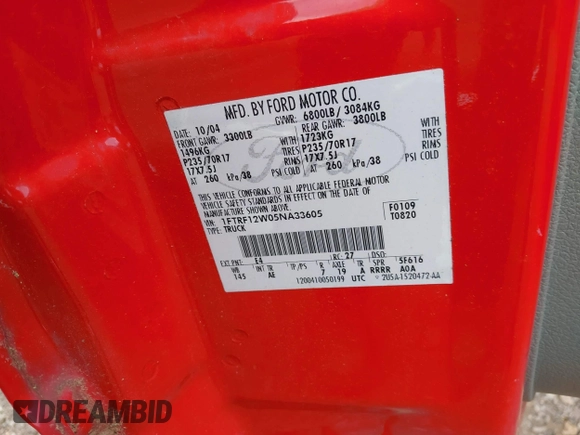 MFD. BY FORD MOTOR CO.
DATE: 10/04 GVWR: 6800LB/ 3084KG
FRONT GAWR: 3300LB REAR GAWR: 3800LB
1496KG WITH 1723KG WITH
P235/70R17 TIRES P235/70R17 TIRES
17X7.5J RIMS 17X7.5J RIMS
AT 260 kPa/38 PSI COLD AT 260 kPa/38 PSI COLD
THIS VEHICLE CONFORMS TO ALL APPLICABLE FEDERAL MOTOR
VEHICLE SAFETY STANDARDS IN EFFECT ON THE DATE OF
MANUFACTURE SHOWN ABOVE.
VIN: 1FTRF12W05NA33605 F0109
TYPE: TRUCK T0820
EXT PNT: E4 RC: 27 DSO:
WB INT TR TP/PS R AXLE TR SPR 5F616
145 AE 7 19 A RRRR A0A
1200410050199 UTC 2U5A-1520472-AA
Ford
DREAMBID